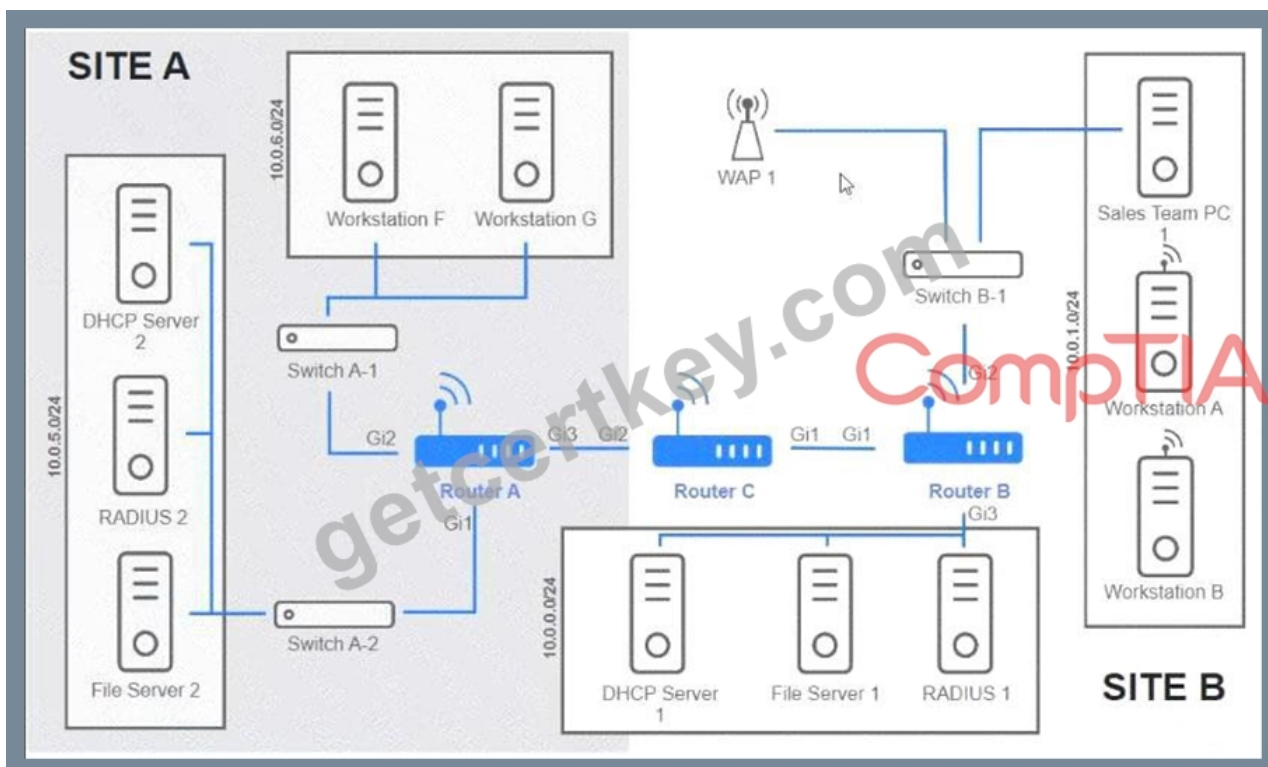 SITE A
10.0.6.0/24
Workstation F
Workstation G
WAP 1
Sales Team PC
1
DHCP Server
2
Switch A-1
Switch B-1
10.0.1.0/24
Gi2
CompTIA
Workstation A
10.0.5.0/24
RADIUS 2
Gi2
Gi3
Gi2
Gi1
Gi1
Router A
Router C
Router B
Gi1
Gi3
Workstation B
getcertkey.com
File Server 2
Switch A-2
10.0.0.0/24
DHCP Server
1
File Server 1
RADIUS 1
SITE B